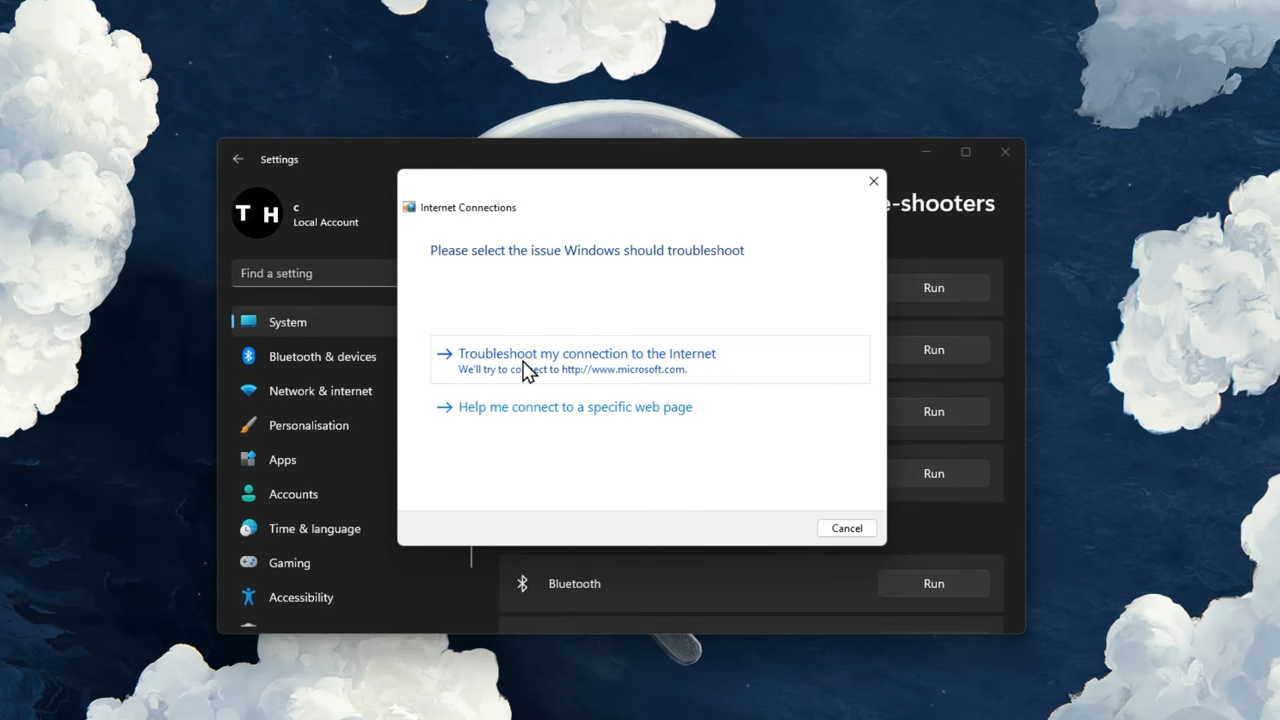 Settings
T H
c
Local Account
Find a setting
System
Bluetooth & devices
Network & internet
Personalisation
Apps
Accounts
Time & language
Gaming
Accessibility
e-shooters
Run
Run
Run
Run
Bluetooth
Run
Internet Connections
Please select the issue Windows should troubleshoot
Troubleshoot my connection to the Internet
We'll try to connect to http://www.microsoft.com.
Help me connect to a specific web page
Cancel